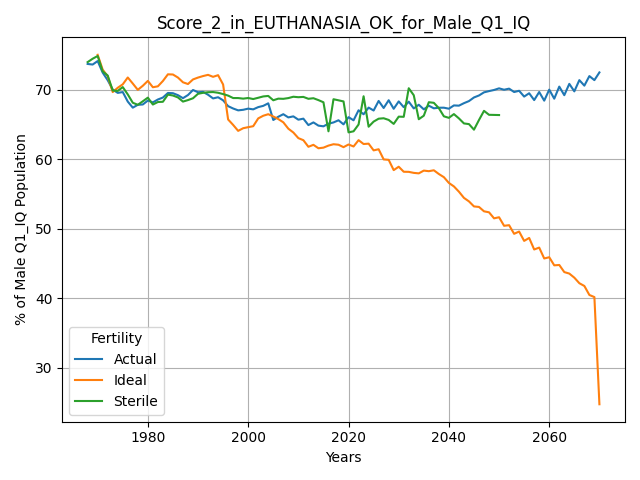 Score_2_in_EUTHANASIA_OK_for_Male_Q1_IQ
% of Male Q1_IQ Population
70
60
50
40
30
Fertility
Actual
Ideal
Sterile
1980
2000
2020
2040
2060
Years